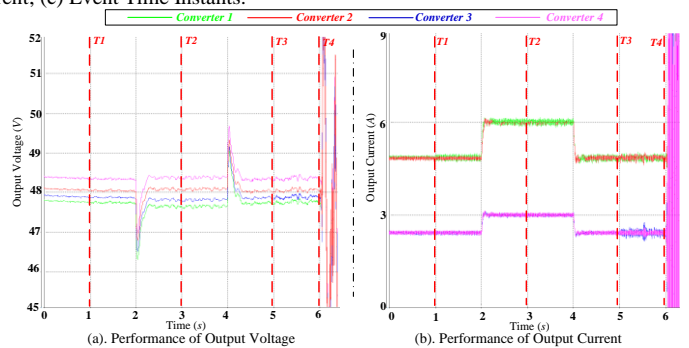 rent, (c) Event Time Instants.
Converter 1 Converter 2 Converter 3 Converter 4
52
51
50
49
48
47
46
45
Output Voltage (V)
T1 T2 T3 T4
0 1 2 3 4 5 6
Time (s)
(a). Performance of Output Voltage
9
6
3
0
Output Current (A)
T1 T2 T3 T4
0 1 2 3 4 5 6
Time (s)
(b). Performance of Output Current